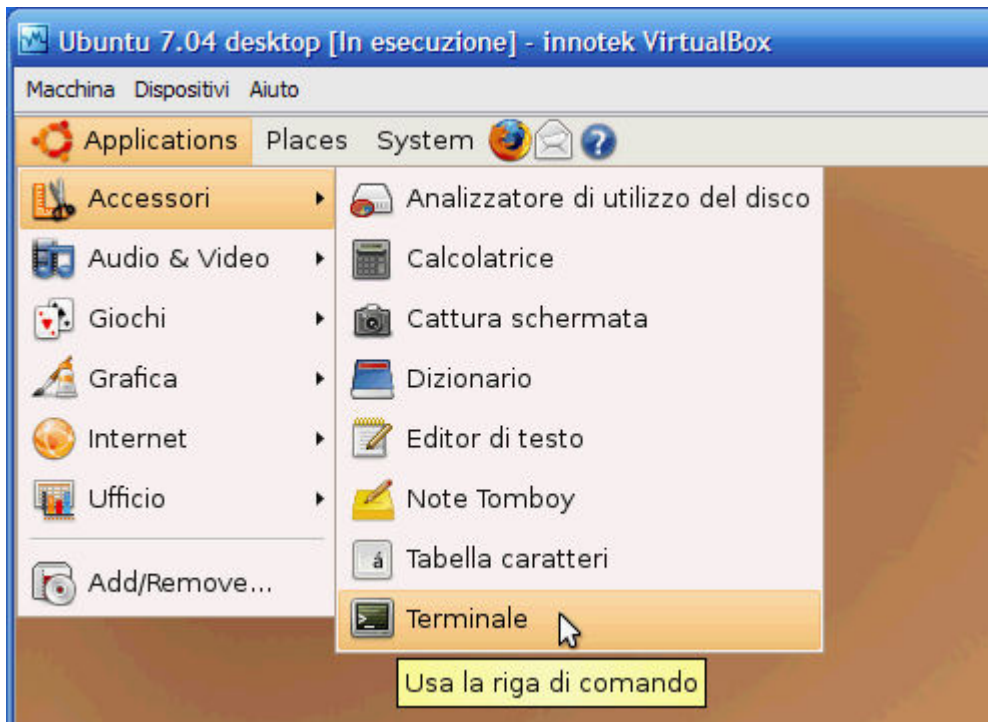 Ubuntu 7.04 desktop [In esecuzione] - innotek VirtualBox
Macchina Dispositivi Aiuto
Applications Places System
Accessori
Audio & Video
Giochi
Grafica
Internet
Ufficio
Add/Remove...
Analizzatore di utilizzo del disco
Calcolatrice
Cattura schermata
Dizionario
Editor di testo
Note Tomboy
á Tabella caratteri
Terminale
Usa la riga di comando